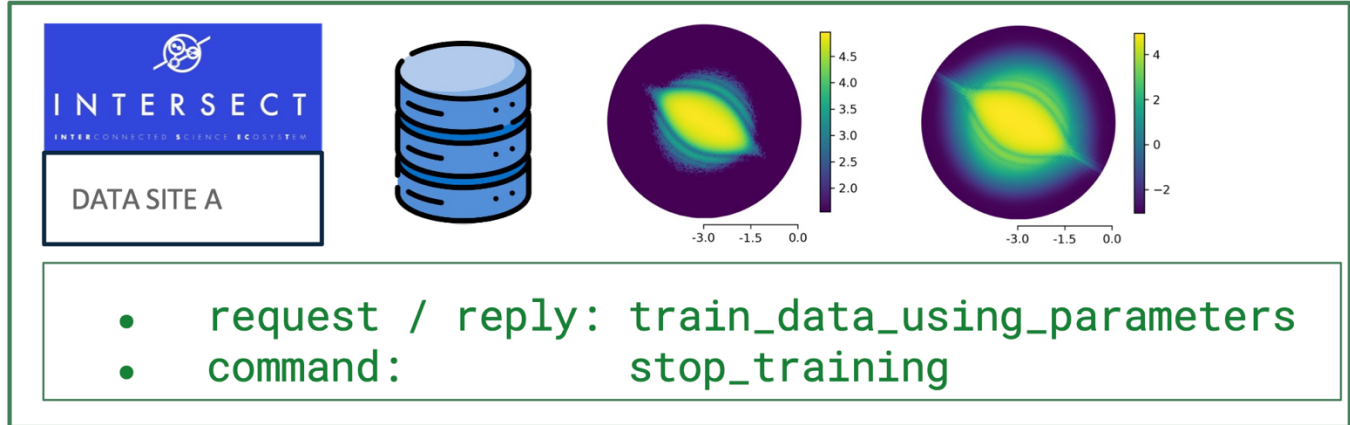 INTERSECT
INTERCONNECTED SCIENCE ECOSYSTEM
DATA SITE A
4.5
4.0
3.5
3.0
2.5
2.0
-3.0 -1.5 0.0
4
2
0
−2
-3.0 -1.5 0.0
• request / reply: train_data_using_parameters
• command: stop_training